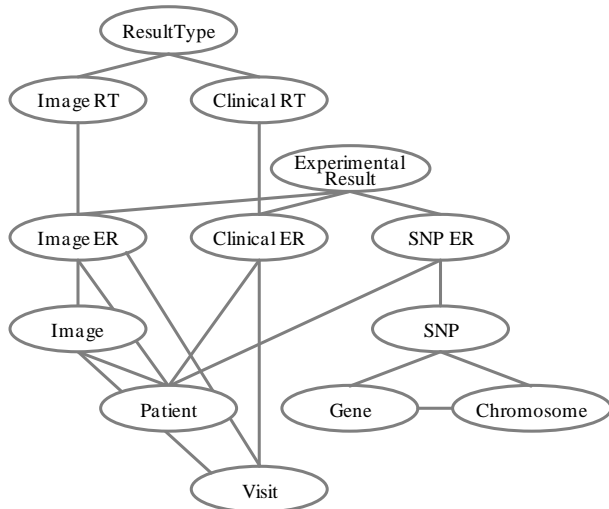 ResultType
Image RT
Clinical RT
Experimental
Result
Image ER
Clinical ER
SNP ER
Image
SNP
Patient
Gene
Chromosome
Visit